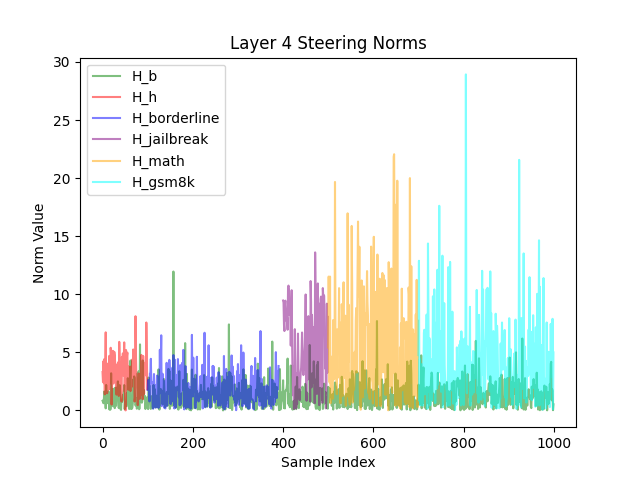 Layer 4 Steering Norms
30
25
20
15
10
5
0
Norm Value
H_b
H_h
H_borderline
H_jailbreak
H_math
H_gsm8k
0 200 400 600 800 1000
Sample Index